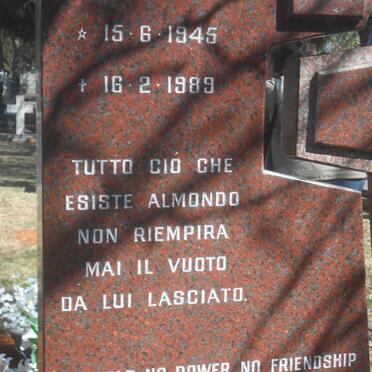 ☆ 15·6·1945
✝ 16·2·1989
TUTTO CIÓ CHE
ESISTE ALMONDO
NON RIEMPIRA
MAI IL VUOTO
DA LUI LASCIATO.
NO POWER NO FRIENDSHIP